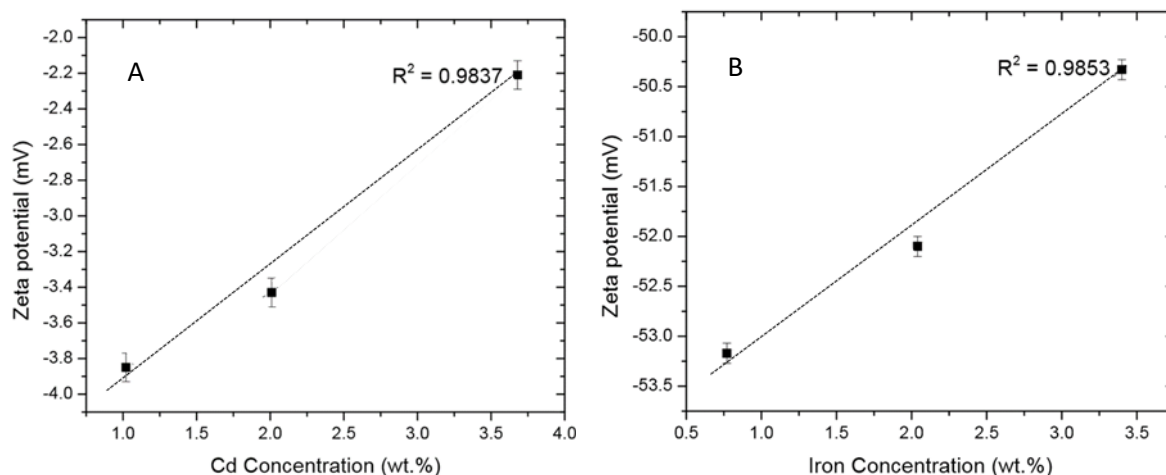 A
R² = 0.9837
Zeta potential (mV)
-2.0
-2.2
-2.4
-2.6
-2.8
-3.0
-3.2
-3.4
-3.6
-3.8
-4.0
1.0 1.5 2.0 2.5 3.0 3.5 4.0
Cd Concentration (wt.%)
B
R² = 0.9853
Zeta potential (mV)
-50.0
-50.5
-51.0
-51.5
-52.0
-52.5
-53.0
-53.5
0.5 1.0 1.5 2.0 2.5 3.0 3.5
Iron Concentration (wt.%)